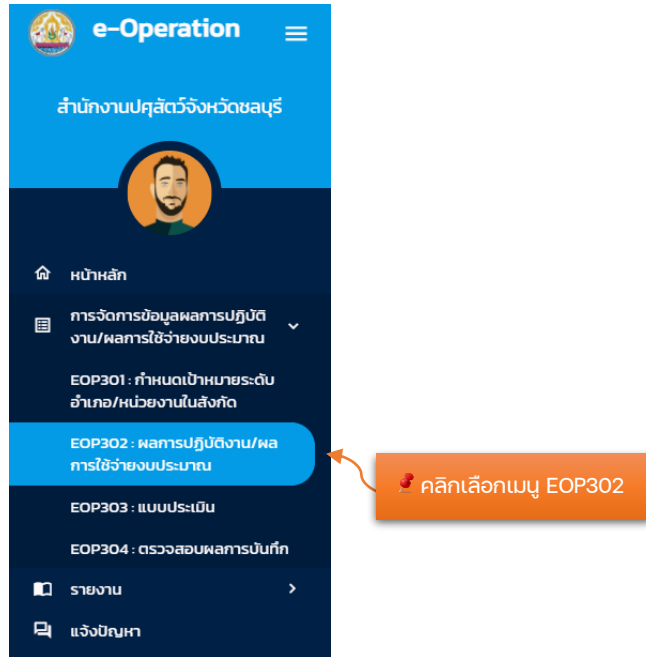 e-Operation
สำนักงานปศุสัตว์จังหวัดชลบุรี
หน้าหลัก
การจัดการข้อมูลผลการปฏิบัติ
งาน/ผลการใช้จ่ายงบประมาณ
EOP301 : กำหนดเป้าหมายระดับ
อำเภอ/หน่วยงานในสังกัด
EOP302 : ผลการปฏิบัติงาน/ผล
การใช้จ่ายงบประมาณ
คลิกเลือกเมนู EOP302
EOP303 : แบบประเมิน
EOP304 : ตรวจสอบผลการบันทึก
รายงาน
แจ้งปัญหา